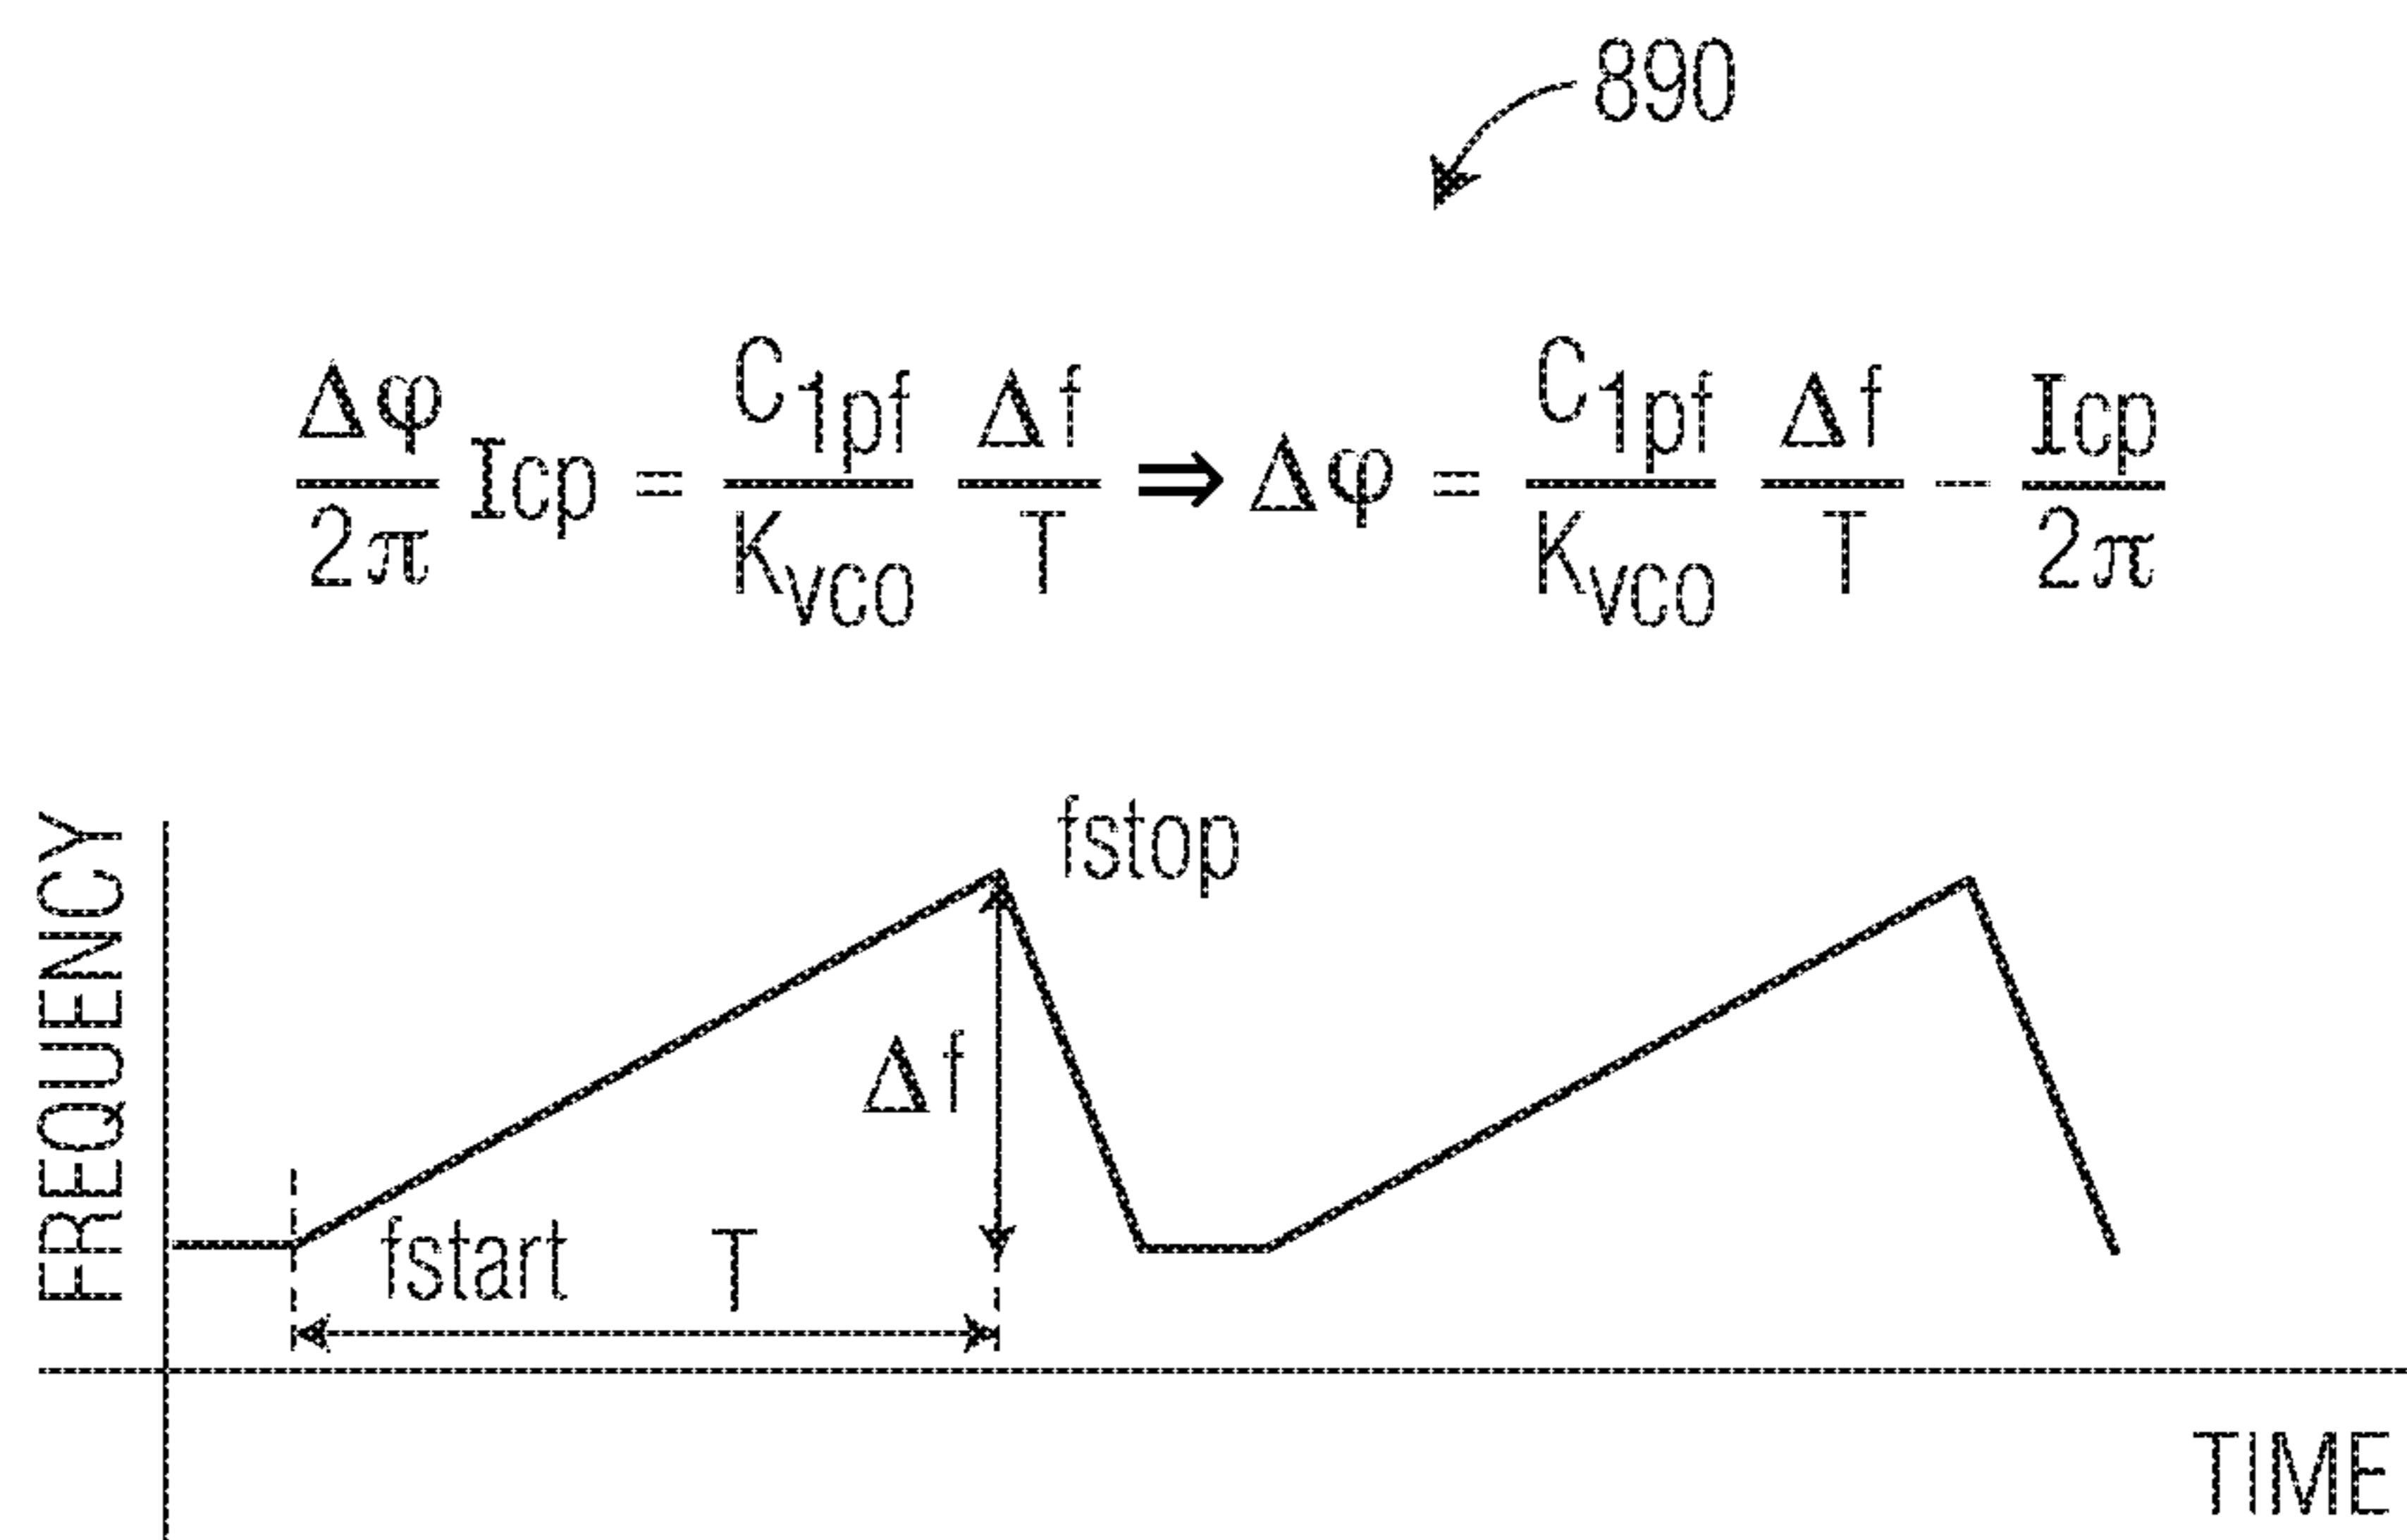 890
Δφ/2π Icp = C1pf/Kvco Δf/T ⇒ Δφ = C1pf/Kvco Δf/T - Icp/2π
fstop
Δf
fstart T
FREQUENCY
TIME